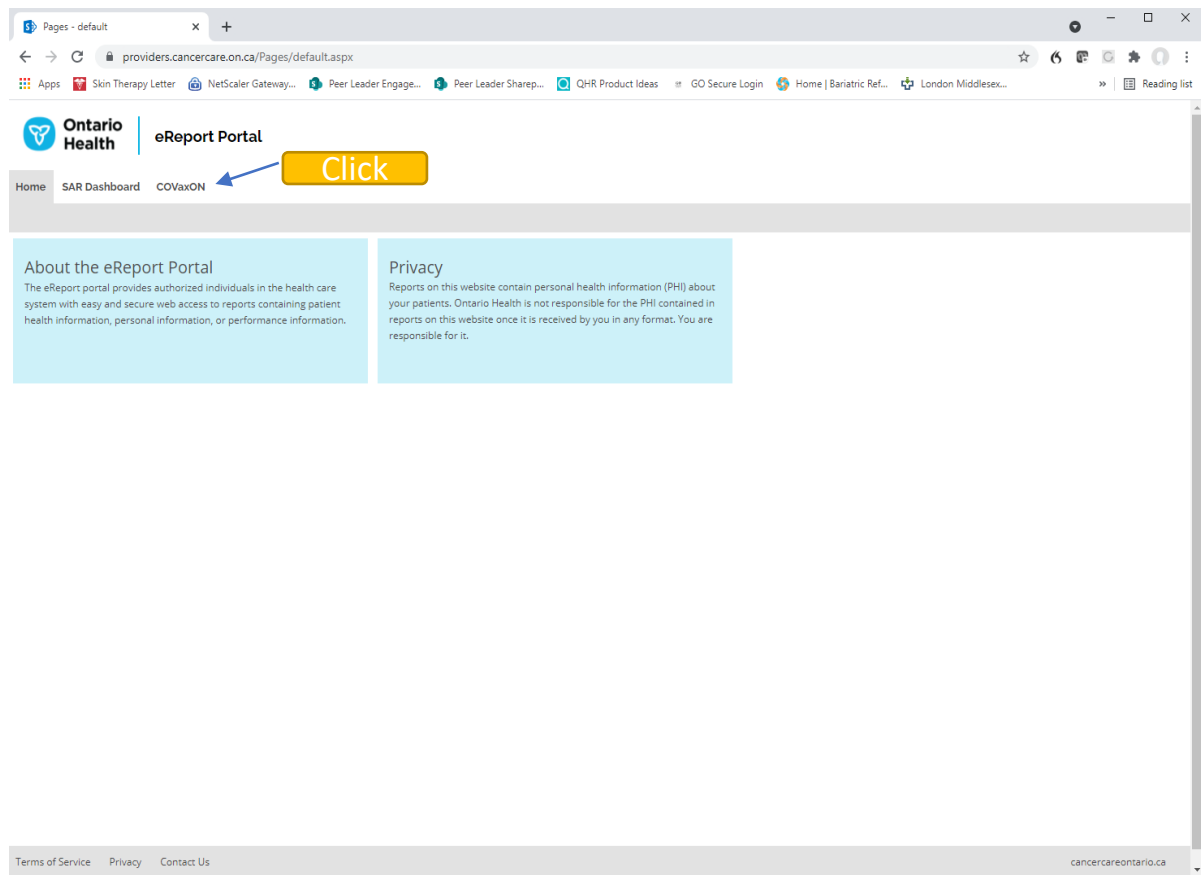 Pages - default
providers.cancercare.on.ca/Pages/default.aspx
Apps Skin Therapy Letter NetScaler Gateway... Peer Leader Engage... Peer Leader Sharep... QHR Product Ideas GO Secure Login Home | Bariatric Ref... London Middlesex... » Reading list
Ontario
Health
eReport Portal
Click
Home SAR Dashboard COVaxON
About the eReport Portal
The eReport portal provides authorized individuals in the health care
system with easy and secure web access to reports containing patient
health information, personal information, or performance information.
Privacy
Reports on this website contain personal health information (PHI) about
your patients. Ontario Health is not responsible for the PHI contained in
reports on this website once it is received by you in any format. You are
responsible for it.
Terms of Service Privacy Contact Us cancercareontario.ca